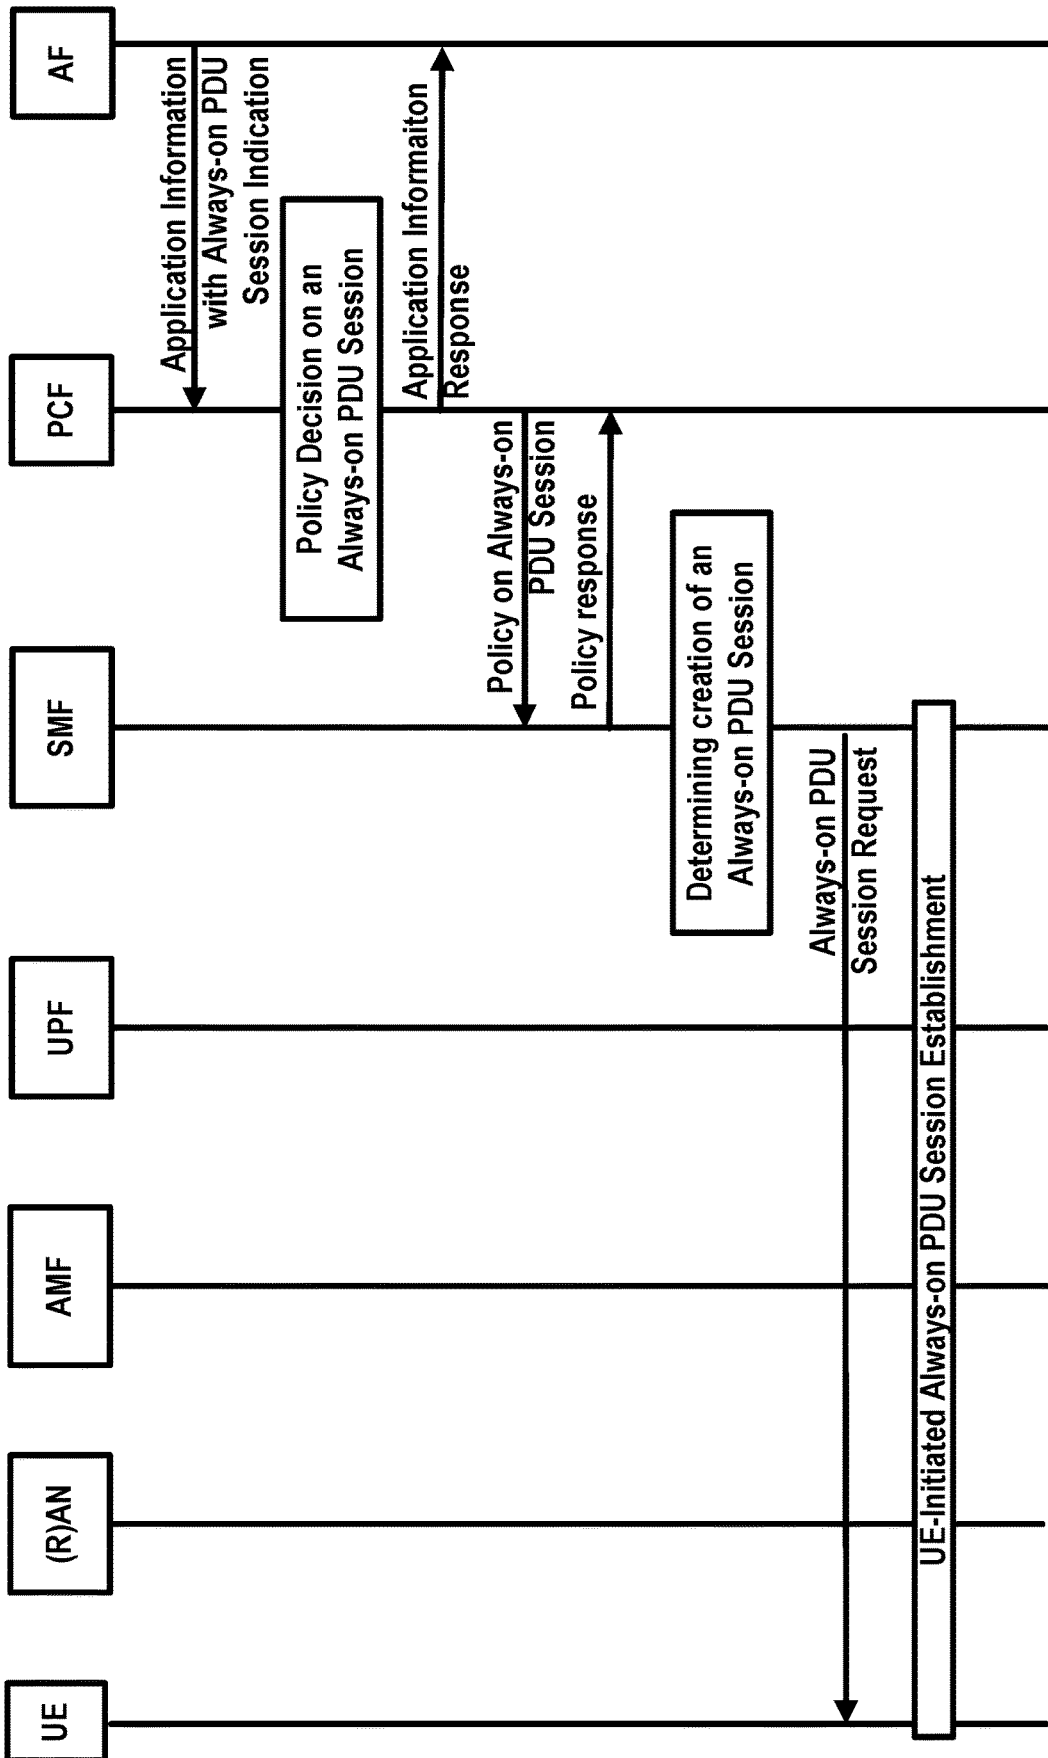 UE
(R)AN
AMF
UPF
SMF
PCF
AF
Application Information
with Always-on PDU
Session Indication
Policy Decision on an
Always-on PDU Session
Application Informaiton
Response
Policy on Always-on
PDU Session
Policy response
Determining creation of an
Always-on PDU Session
Always-on PDU
Session Request
UE-Initiated Always-on PDU Session Establishment